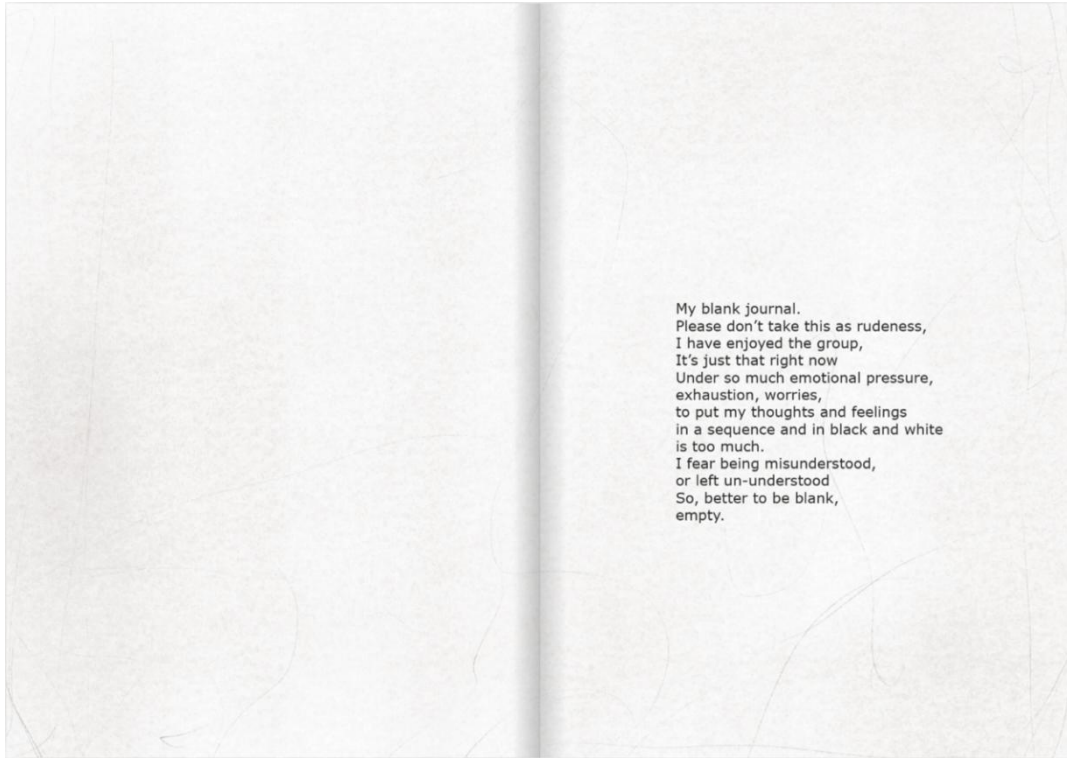 My blank journal.
Please don’t take this as rudeness,
I have enjoyed the group,
It’s just that right now
Under so much emotional pressure,
exhaustion, worries,
to put my thoughts and feelings
in a sequence and in black and white
is too much.
I fear being misunderstood,
or left un-understood
So, better to be blank,
empty.